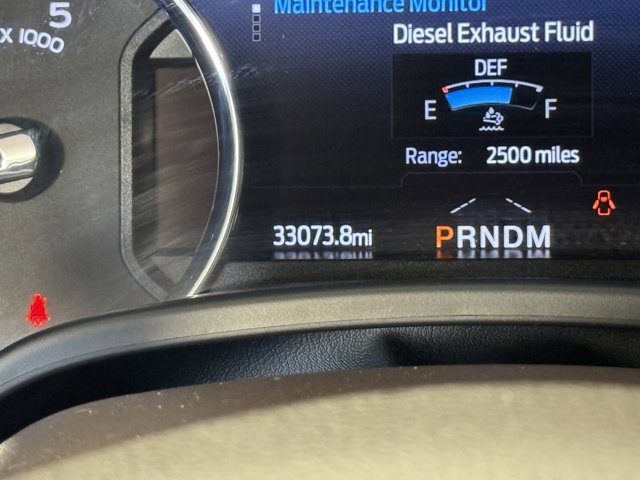 5
X 1000
Maintenance Monitor
Diesel Exhaust Fluid
DEF
E F
Range: 2500 miles
33073.8mi
PRNDM